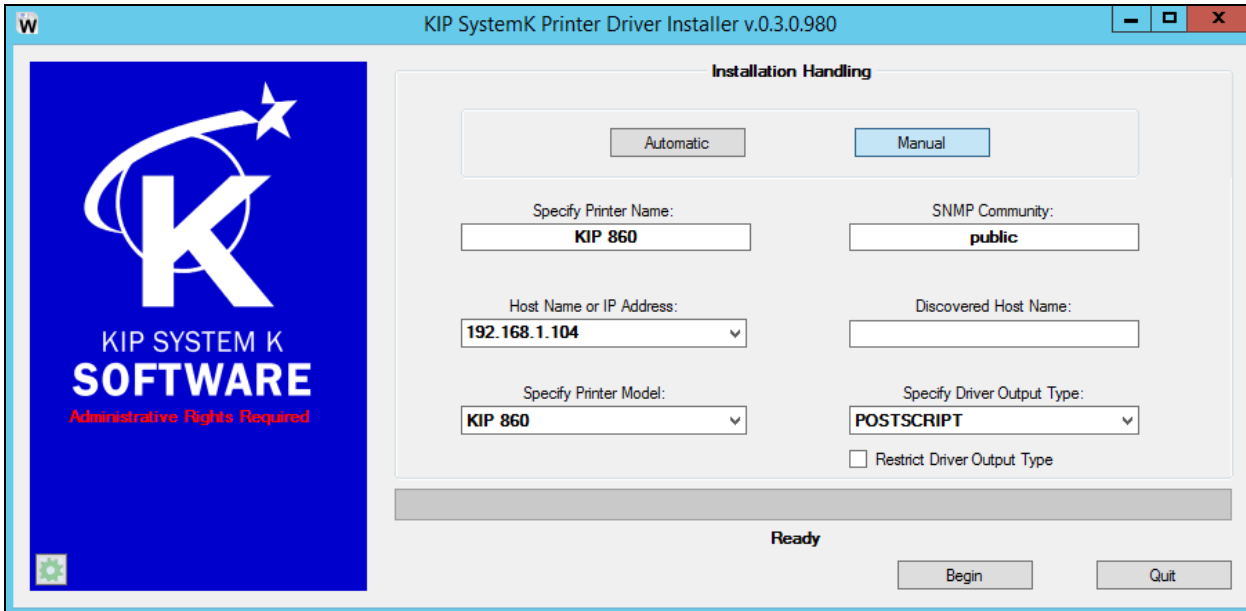 W
KIP SystemK Printer Driver Installer v.0.3.0.980
K
KIP SYSTEM K
SOFTWARE
Administrative Rights Required
Installation Handling
Automatic Manual
Specify Printer Name: SNMP Community:
KIP 860 public
Host Name or IP Address: Discovered Host Name:
192.168.1.104
Specify Printer Model: Specify Driver Output Type:
KIP 860 POSTSCRIPT
Restrict Driver Output Type
Ready
Begin Quit